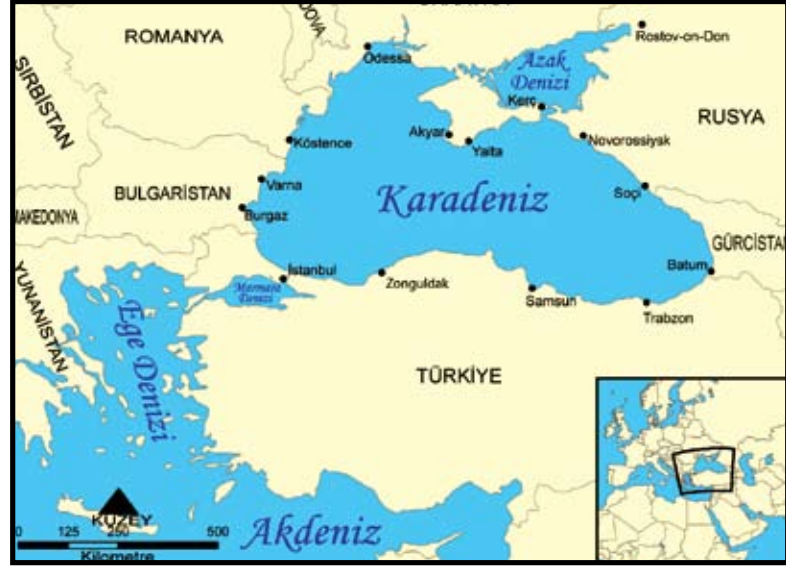 ROMANYA
Odessa
Rostov-on-Don
Azak
Denizi
SIRBİSTAN
Kerç
RUSYA
Köstence
Akyar
Yalta
Novorossiysk
Varna
BULGARİSTAN
Karadeniz
Soçi
MAKEDONYA
Burgaz
GÜRCİSTAN
İstanbul
Batum
Marmara
Denizi
Zonguldak
Samsun
Trabzon
YUNANİSTAN
Ege Denizi
TÜRKİYE
KUZEY
Akdeniz
0 125 250 500
Kilometre